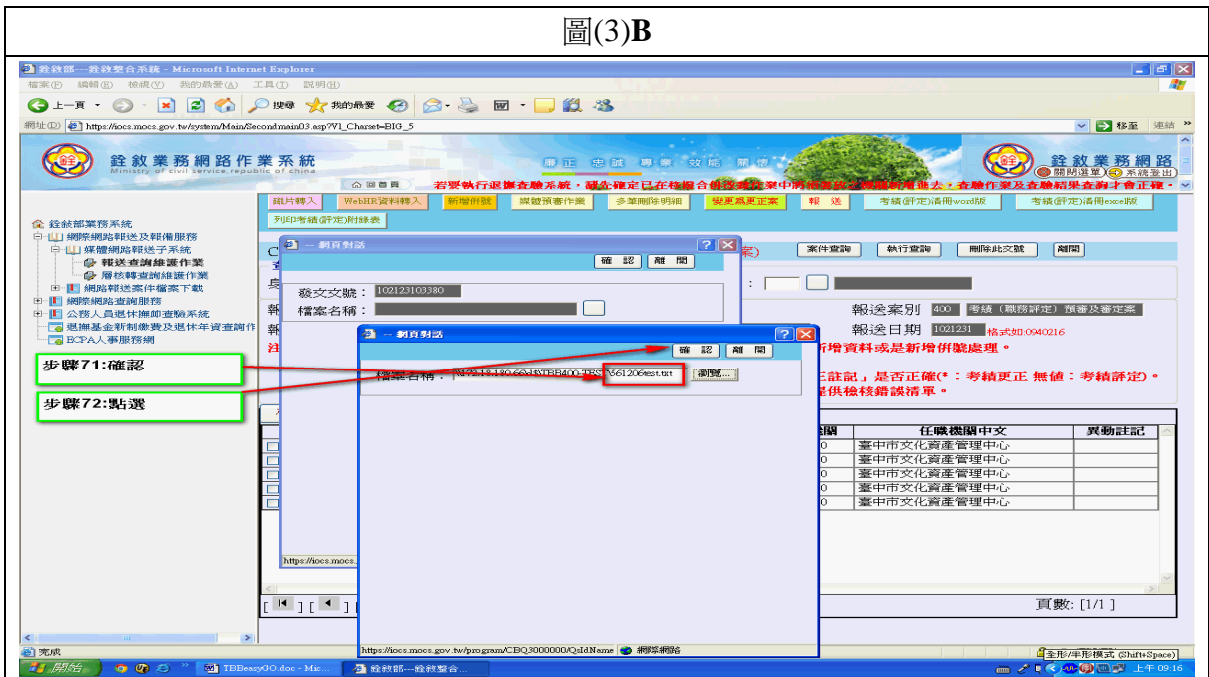 圖(3)B
銓敘部---銓敘整合系統 - Microsoft Internet Explorer
檔案(F) 編輯(E) 檢視(V) 我的最愛(A) 工具(T) 說明(H)
上一頁 搜尋 我的最愛
網址(D) https://iocs.mocs.gov.tw/system/Main/Secondmain03.asp?V1_Charset=BIG_5 移至 連結 »
銓敘業務網路作業系統
Ministry of civil service,republic of china
銓敘業務網路
關閉選單 系統登出
回首頁
磁片轉入 WebHR資料轉入 新增併號 媒體預審作業 多筆刪除明細 變更為更正案 報 送 考績(評定)清冊word版 考績(評定)清冊excel版
列印考績(評定)附錄表
銓敘部業務系統
網際網路報送及報備服務
媒體網路報送子系統
報送查詢維護作業
層核轉查詢維護作業
網路報送案件檔案下載
網際網路查詢服務
公務人員退休撫卹查驗系統
退撫基金新制繳費及退休年資查詢作
ECPA人事服務網
案件查詢 執行查詢 刪除此文號 離開
-- 網頁對話
確 認 離 開
發文文號： 102123103380
檔案名稱：
報送案別 400 考績（職務評定）預審及審定案
報送日期 1021231 格式如:0940216
-- 網頁對話
確 認 離 開
561206test.txt 瀏覽...
步驟71:確認
步驟72:點選
增資料或是新增併號處理。
註記」是否正確(*：考績更正 無值：考績評定)。
供檢核錯誤清單。
任職機關中文 異動註記
臺中市文化資產管理中心
臺中市文化資產管理中心
臺中市文化資產管理中心
臺中市文化資產管理中心
臺中市文化資產管理中心
https://iocs.mocs.
頁數: [1/1 ]
https://iocs.mocs.gov.tw/program/CBQ3000000/QsIdName 網際網路
完成
全形/半形模式 (Shift+Space)
開始 TBBeasyGO.doc - Mic... 銓敘部---銓敘整合... 上午 09:16